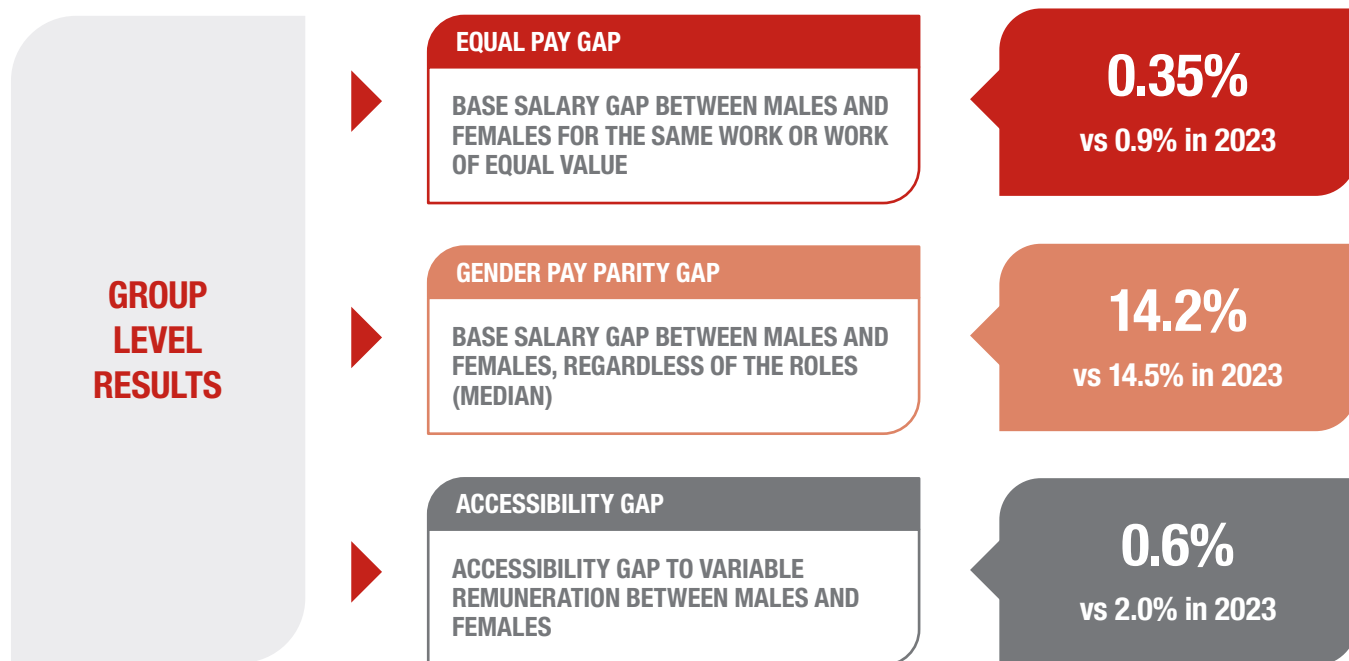 GROUP
LEVEL
RESULTS
EQUAL PAY GAP
BASE SALARY GAP BETWEEN MALES AND
FEMALES FOR THE SAME WORK OR WORK
OF EQUAL VALUE
0.35%
vs 0.9% in 2023
GENDER PAY PARITY GAP
BASE SALARY GAP BETWEEN MALES AND
FEMALES, REGARDLESS OF THE ROLES
(MEDIAN)
14.2%
vs 14.5% in 2023
ACCESSIBILITY GAP
ACCESSIBILITY GAP TO VARIABLE
REMUNERATION BETWEEN MALES AND
FEMALES
0.6%
vs 2.0% in 2023